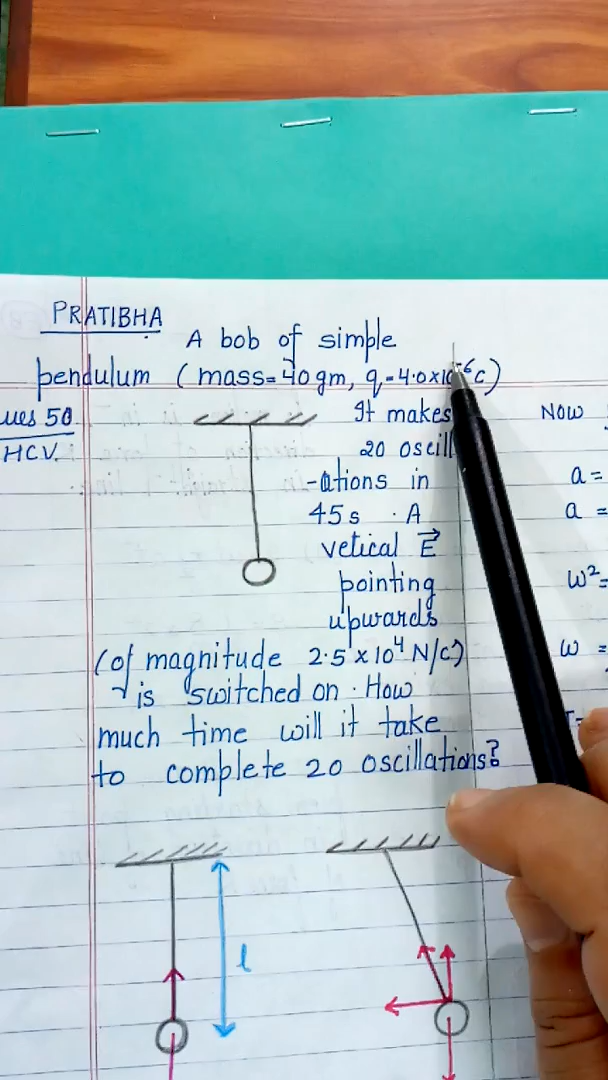 PRATIBHA
A bob of simple
pendulum (mass=40gm, q=4.0×10⁻⁶c)
ues 50
HCV.
It makes
20 oscill
-ations in
45s . A
vetical E⃗
pointing
upwards
(of magnitude 2.5×10⁴ N/C)
is switched on. How
much time will it take
to complete 20 oscillations?
NOW
a=
a =
ω²=
ω =
l